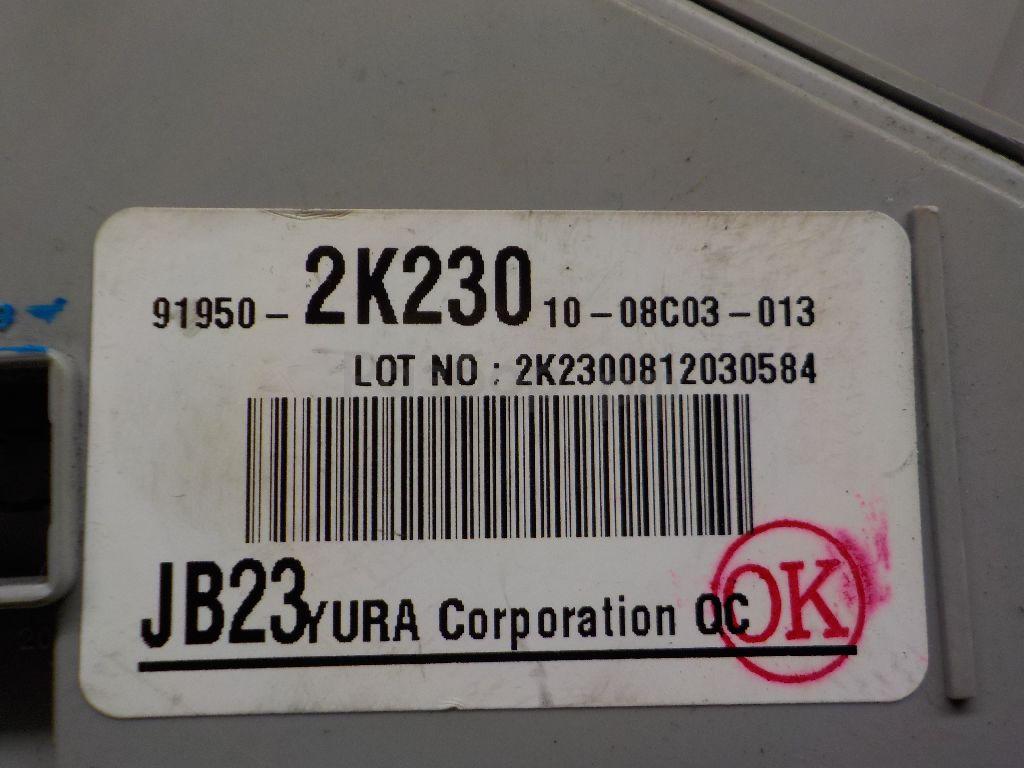 91950-2K230 10-08C03-013
LOT NO : 2K2300812030584
JB23 YURA Corporation QC
OK